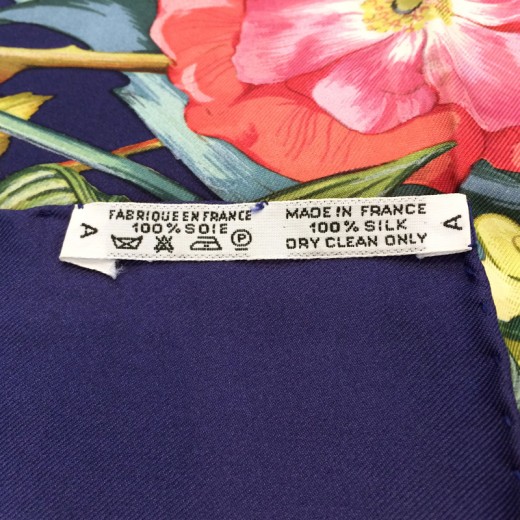 A
FABRIQUE EN FRANCE
100% SOIE
P
MADE IN FRANCE
100% SILK
DRY CLEAN ONLY
A